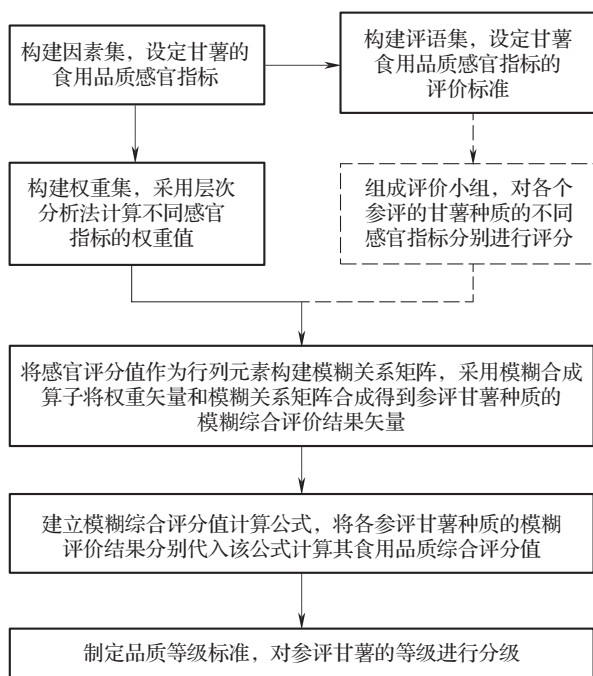 构建因素集，设定甘薯的
食用品质感官指标
构建评语集，设定甘薯
食用品质感官指标的
评价标准
构建权重集，采用层次
分析法计算不同感官
指标的权重值
组成评价小组，对各个
参评的甘薯种质的不同
感官指标分别进行评分
将感官评分值作为行列元素构建模糊关系矩阵，采用模糊合成
算子将权重矢量和模糊关系矩阵合成得到参评甘薯种质的
模糊综合评价结果矢量
建立模糊综合评分值计算公式，将各参评甘薯种质的模糊
评价结果分别代入该公式计算其食用品质综合评分值
制定品质等级标准，对参评甘薯的等级进行分级